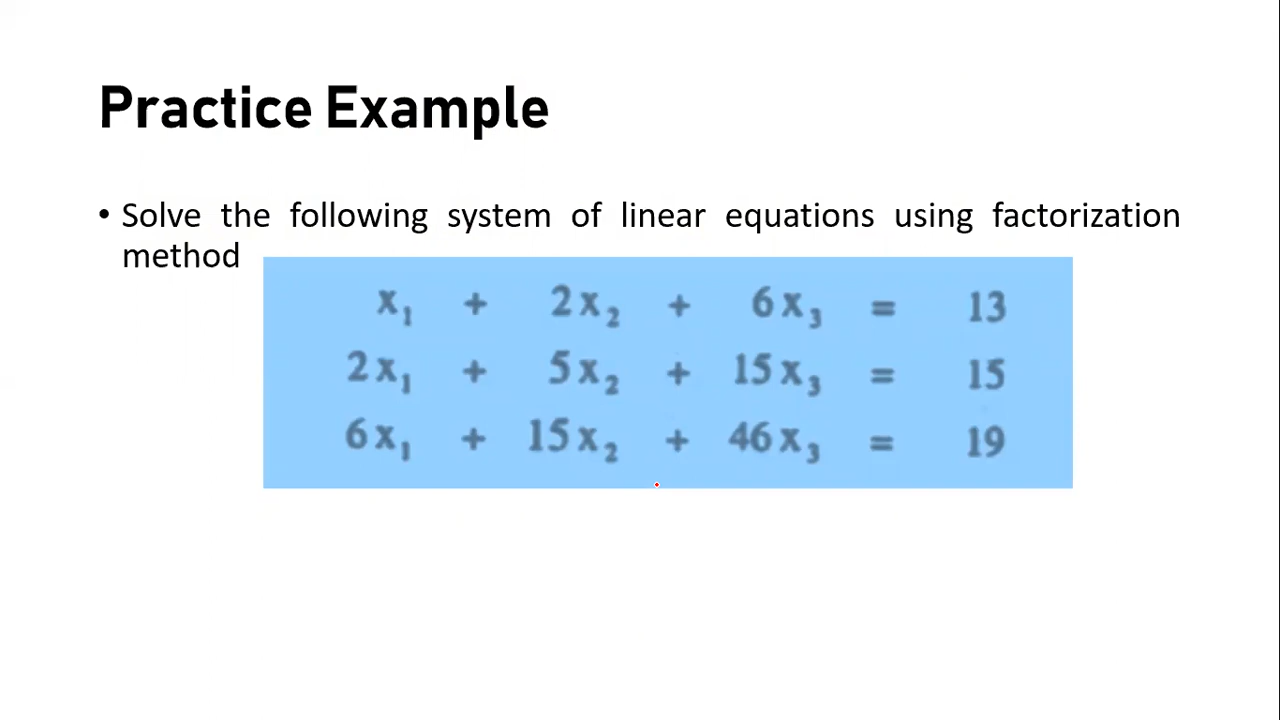 Practice Example
• Solve the following system of linear equations using factorization
method
x₁ + 2x₂ + 6x₃ = 13
2x₁ + 5x₂ + 15x₃ = 15
6x₁ + 15x₂ + 46x₃ = 19